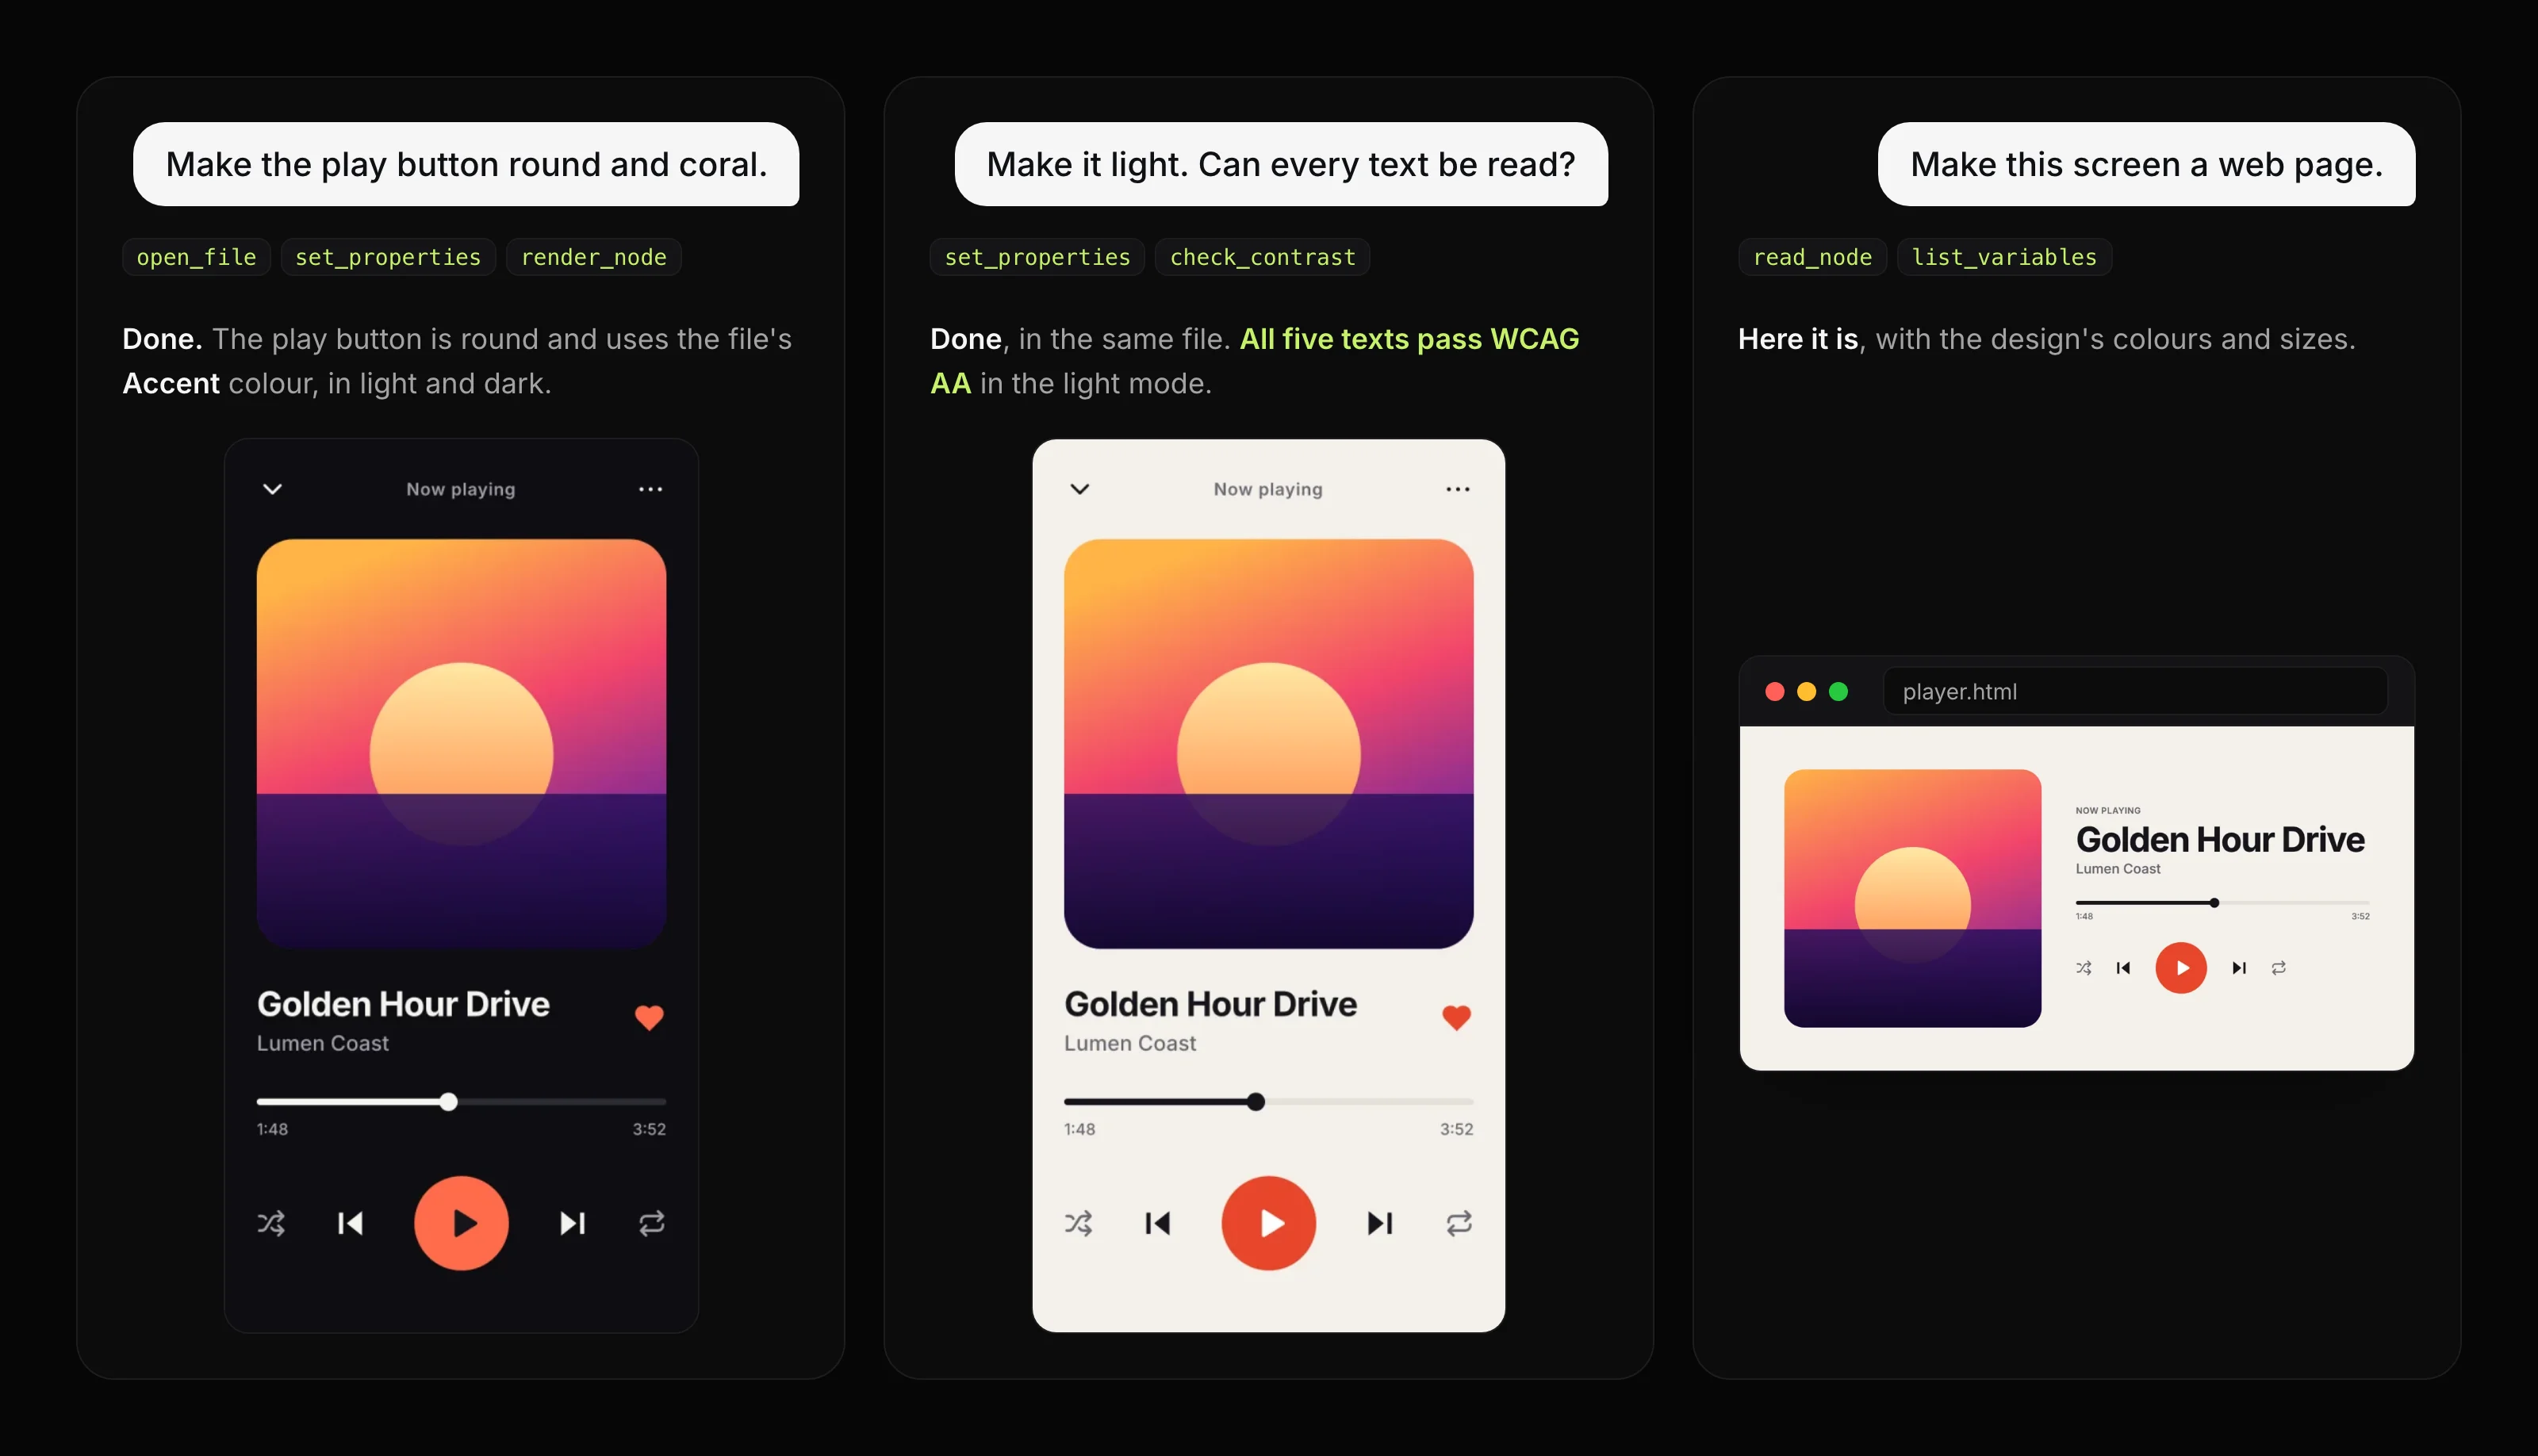 Make the play button round and coral.
open_file set_properties render_node
Done. The play button is round and uses the file's
Accent colour, in light and dark.
Now playing
Golden Hour Drive
Lumen Coast
1:48 3:52
Make it light. Can every text be read?
set_properties check_contrast
Done, in the same file. All five texts pass WCAG
AA in the light mode.
Now playing
Golden Hour Drive
Lumen Coast
1:48 3:52
Make this screen a web page.
read_node list_variables
Here it is, with the design's colours and sizes.
player.html
NOW PLAYING
Golden Hour Drive
Lumen Coast
1:48 3:52